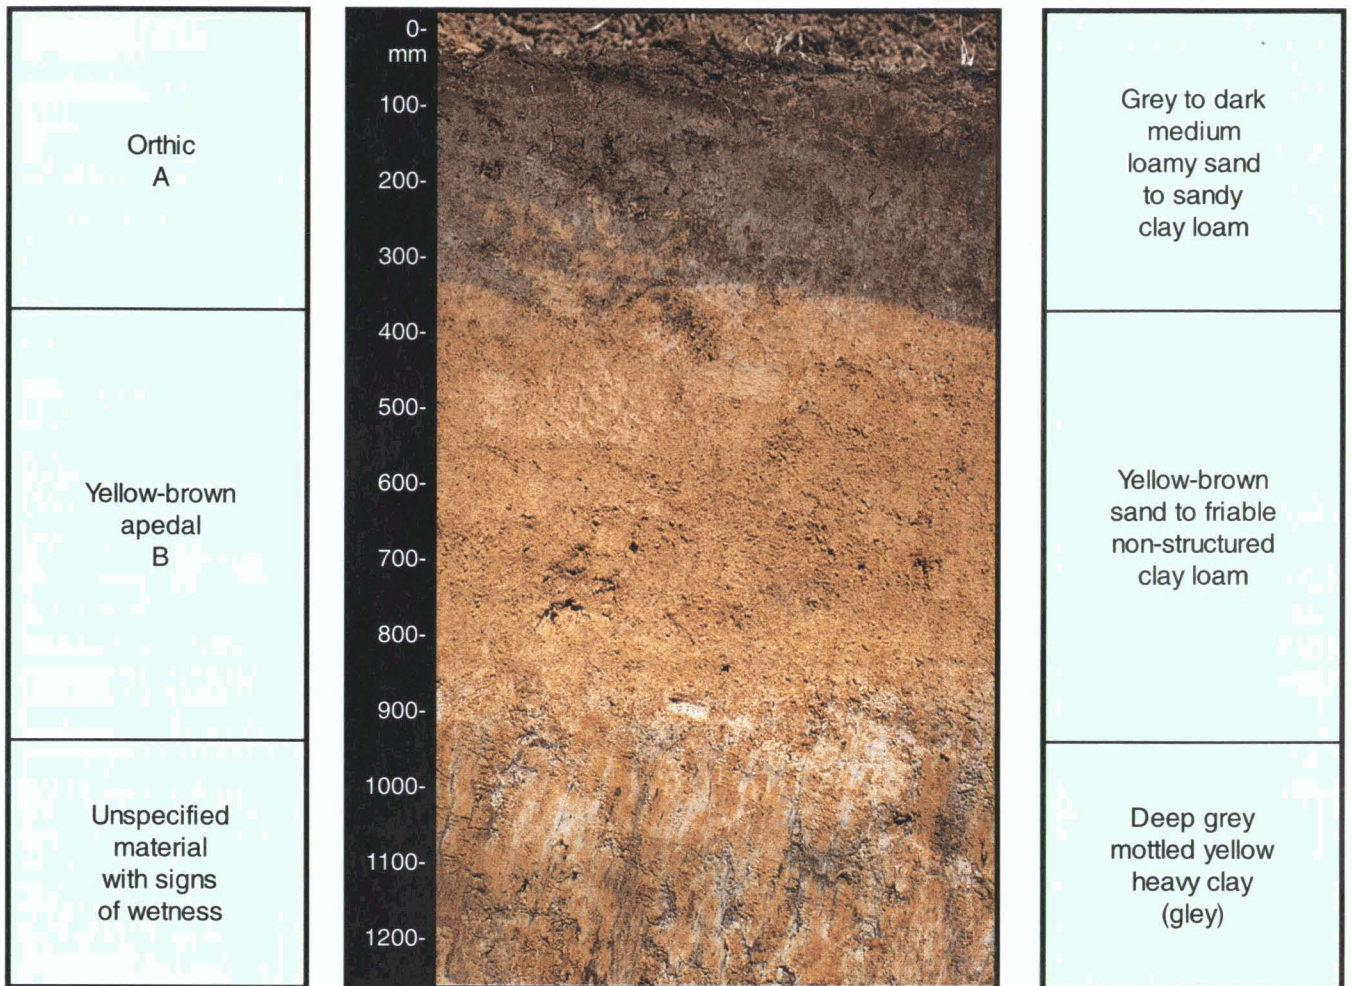 Orthic
A
Yellow-brown
apedal
B
Unspecified
material
with signs
of wetness
0-
mm
100-
200-
300-
400-
500-
600-
700-
800-
900-
1000-
1100-
1200-
Grey to dark
medium
loamy sand
to sandy
clay loam
Yellow-brown
sand to friable
non-structured
clay loam
Deep grey
mottled yellow
heavy clay
(gley)